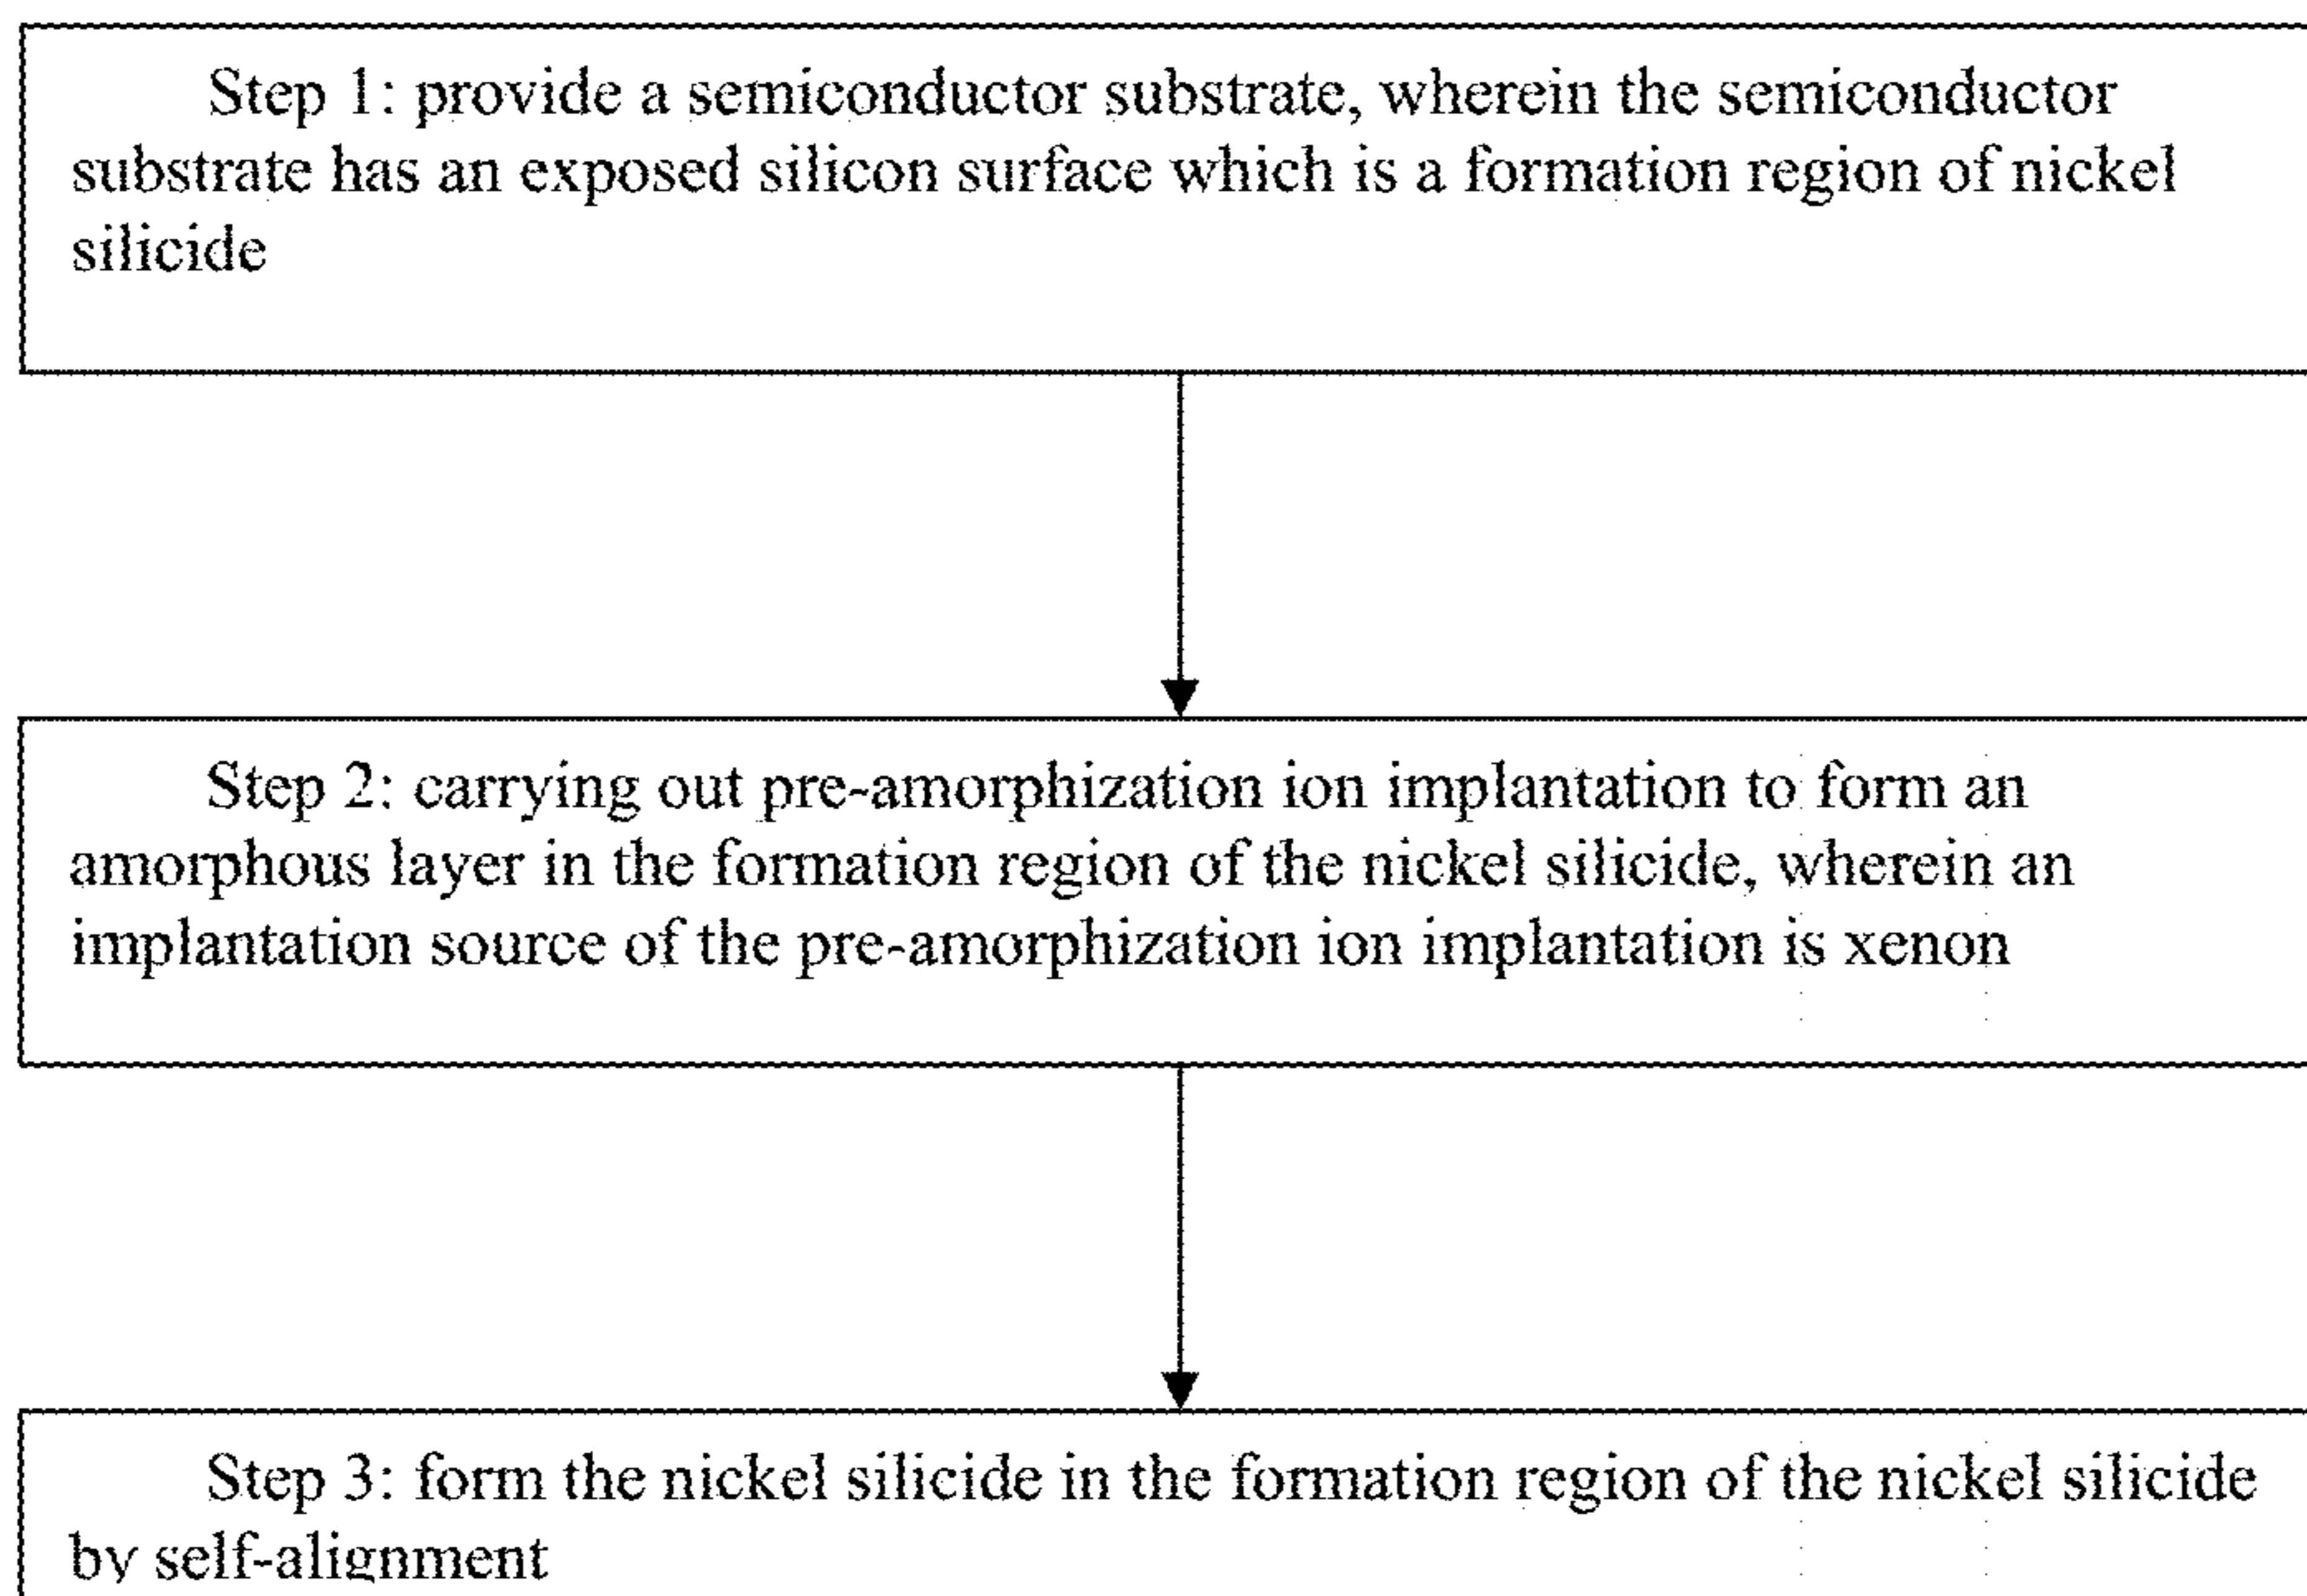 Step 1: provide a semiconductor substrate, wherein the semiconductor
substrate has an exposed silicon surface which is a formation region of nickel
silicide
Step 2: carrying out pre-amorphization ion implantation to form an
amorphous layer in the formation region of the nickel silicide, wherein an
implantation source of the pre-amorphization ion implantation is xenon
Step 3: form the nickel silicide in the formation region of the nickel silicide
by self-alignment